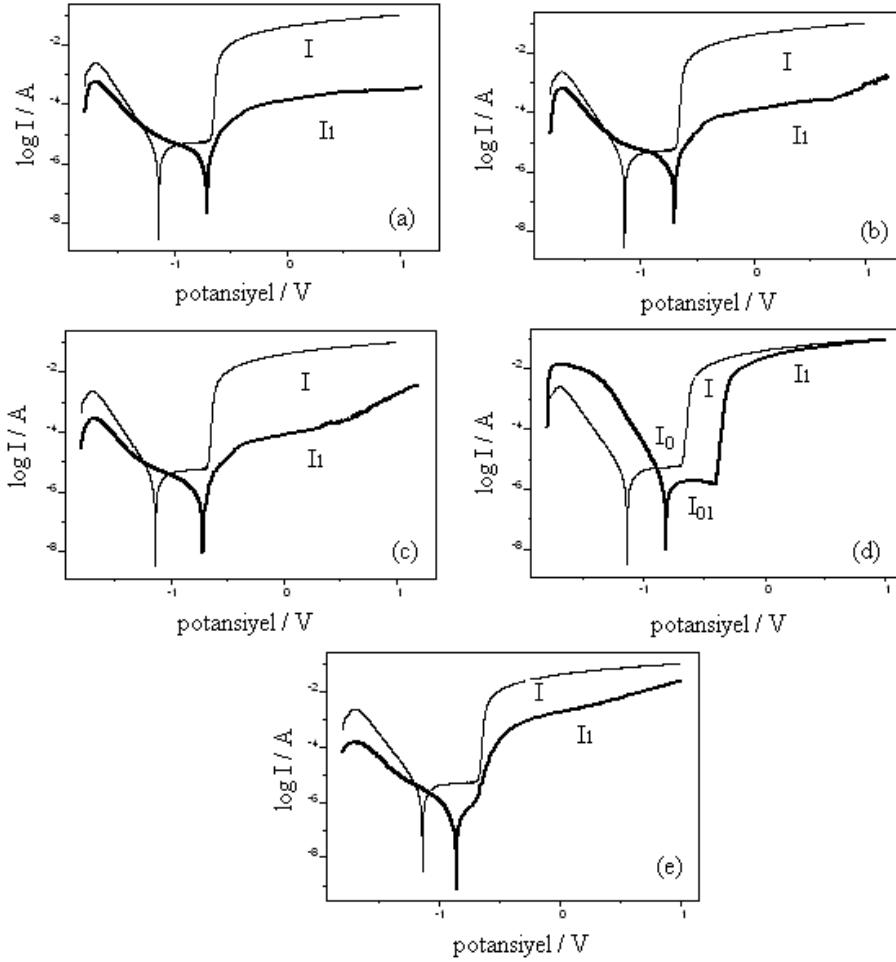 log I / A
-2
-4
-6
-8
I
I1
(a)
-1
0
1
potansiyel / V
log I / A
-2
-4
-6
-8
I
I1
(b)
-1
0
1
potansiyel / V
log I / A
-2
-4
-6
-8
I
I1
(c)
-1
0
1
potansiyel / V
log I / A
-2
-4
-6
-8
I
I1
I0
I01
(d)
-1
0
1
potansiyel / V
log I / A
-2
-4
-6
-8
I
I1
(e)
-1
0
1
potansiyel / V